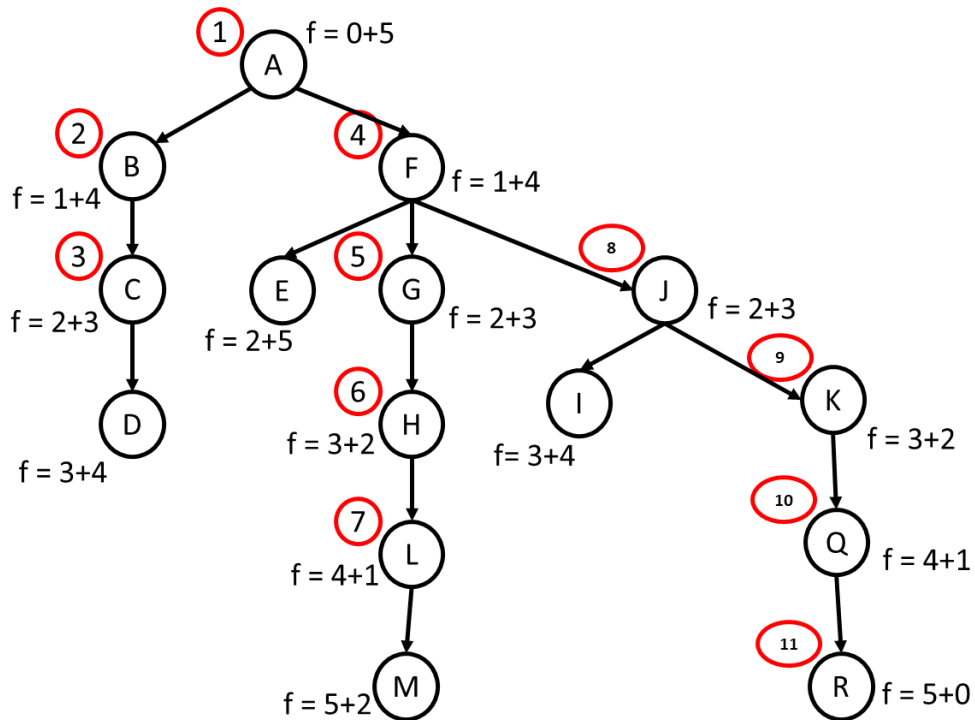 1
A
f = 0+5
2
B
f = 1+4
4
F
f = 1+4
3
C
f = 2+3
E
f = 2+5
5
G
f = 2+3
8
J
f = 2+3
D
f = 3+4
6
H
f = 3+2
I
f= 3+4
9
K
f = 3+2
7
L
f = 4+1
10
Q
f = 4+1
M
f = 5+2
11
R
f = 5+0